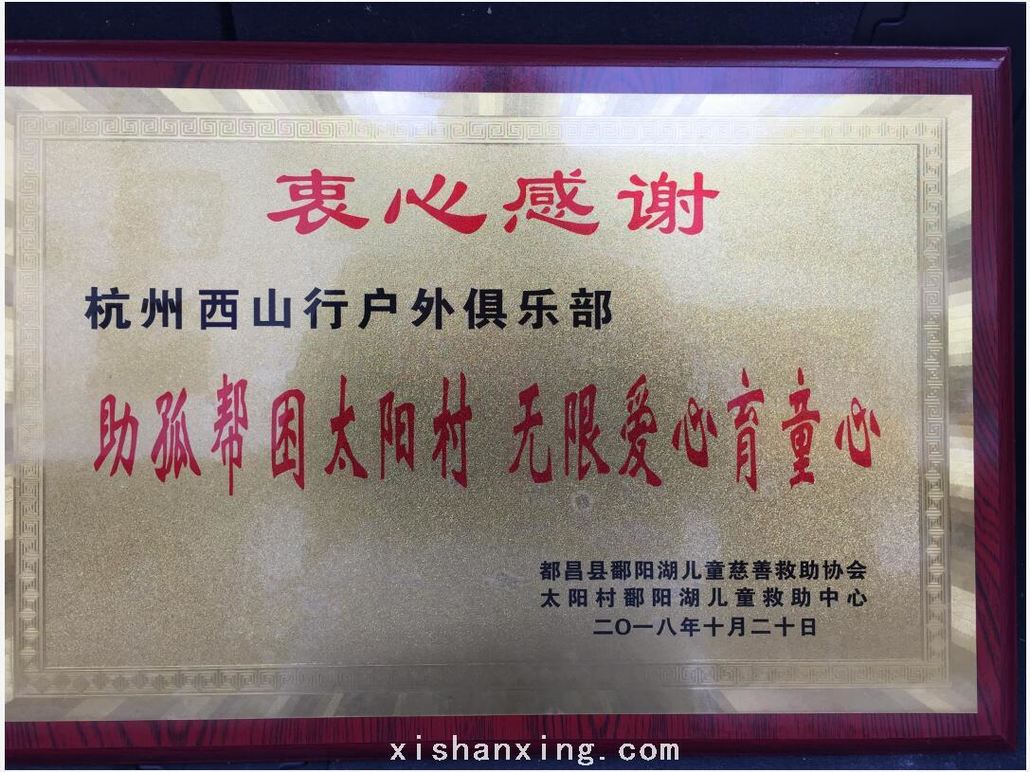 衷心感谢
杭州西山行户外俱乐部
助孤帮困太阳村 无限爱心育童心
都昌县鄱阳湖儿童慈善救助协会
太阳村鄱阳湖儿童救助中心
二〇一八年十月二十日
xishanxing.com